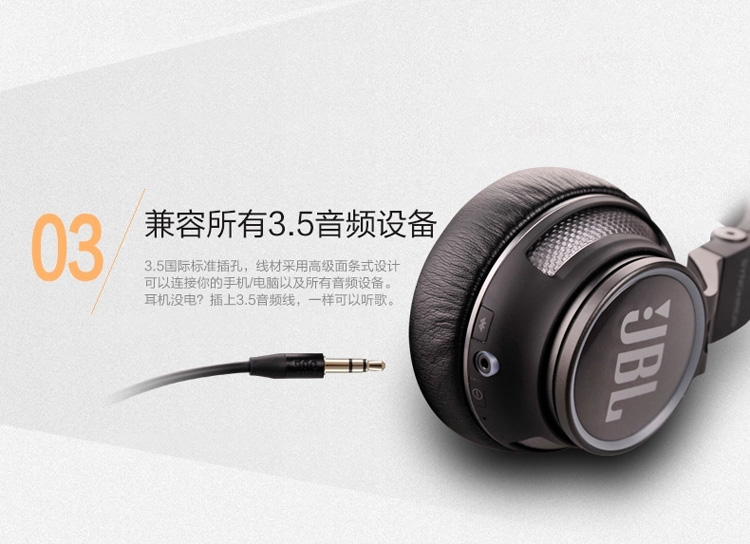 03
兼容所有3.5音频设备
3.5国际标准插孔，线材采用高级面条式设计
可以连接你的手机/电脑以及所有音频设备。
耳机没电？插上3.5音频线，一样可以听歌。
JBL